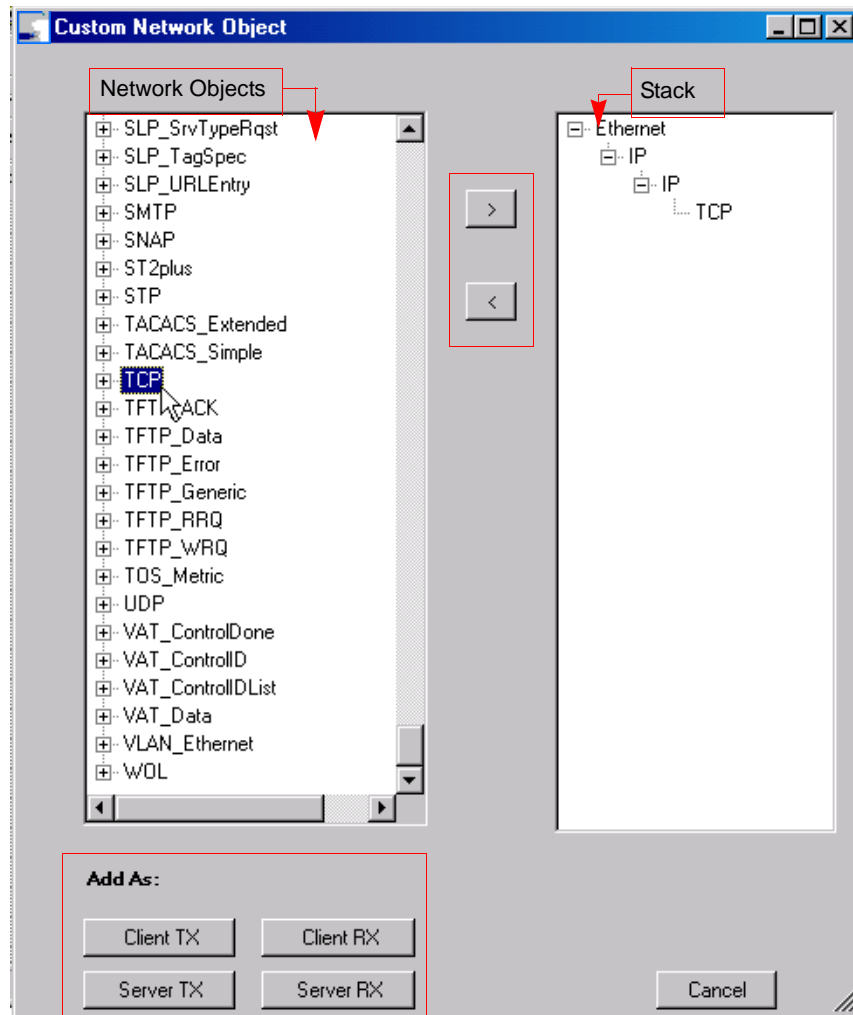 Custom Network Object
Network Objects
SLP_SrvTypeRqst
SLP_TagSpec
SLP_URLEntry
SMTP
SNAP
ST2plus
STP
TACACS_Extended
TACACS_Simple
TCP
TFT ACK
TFTP_Data
TFTP_Error
TFTP_Generic
TFTP_RRQ
TFTP_WRQ
TOS_Metric
UDP
VAT_ControlDone
VAT_ControlID
VAT_ControlIDList
VAT_Data
VLAN_Ethernet
WOL
>
<
Stack
Ethernet
IP
IP
TCP
Add As:
Client TX
Client RX
Server TX
Server RX
Cancel